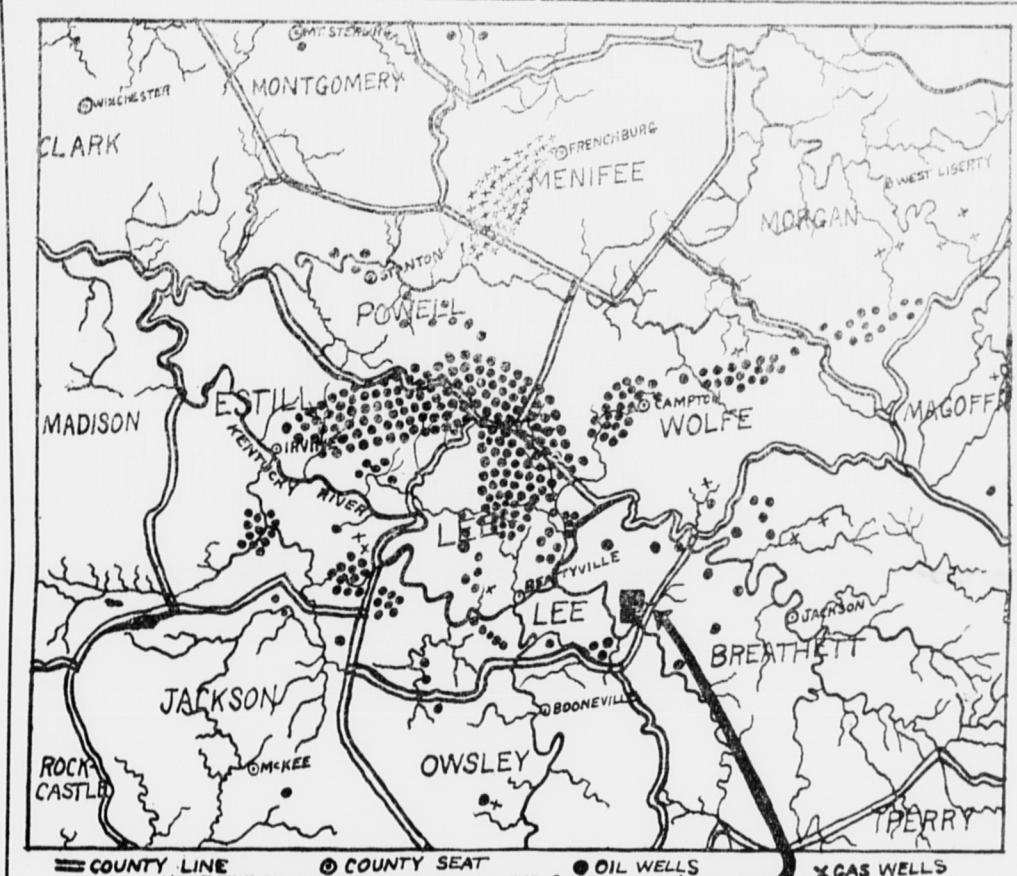 MT. STERLING
WINCHESTER
MONTGOMERY
CLARK
FRENCHBURG
MENIFEE
WEST LIBERTY
MORGAN
STANTON
POWELL
ESTILL
CAMPTON
MADISON
WOLFE
MAGOFF
IRVINE
KENTUCKY RIVER
LEE
BEATTYVILLE
LEE
JACKSON
BREATHETT
JACKSON
BOONEVILLE
OWSLEY
McKEE
ROCK-
CASTLE
PERRY
COUNTY LINE COUNTY SEAT OIL WELLS GAS WELLS